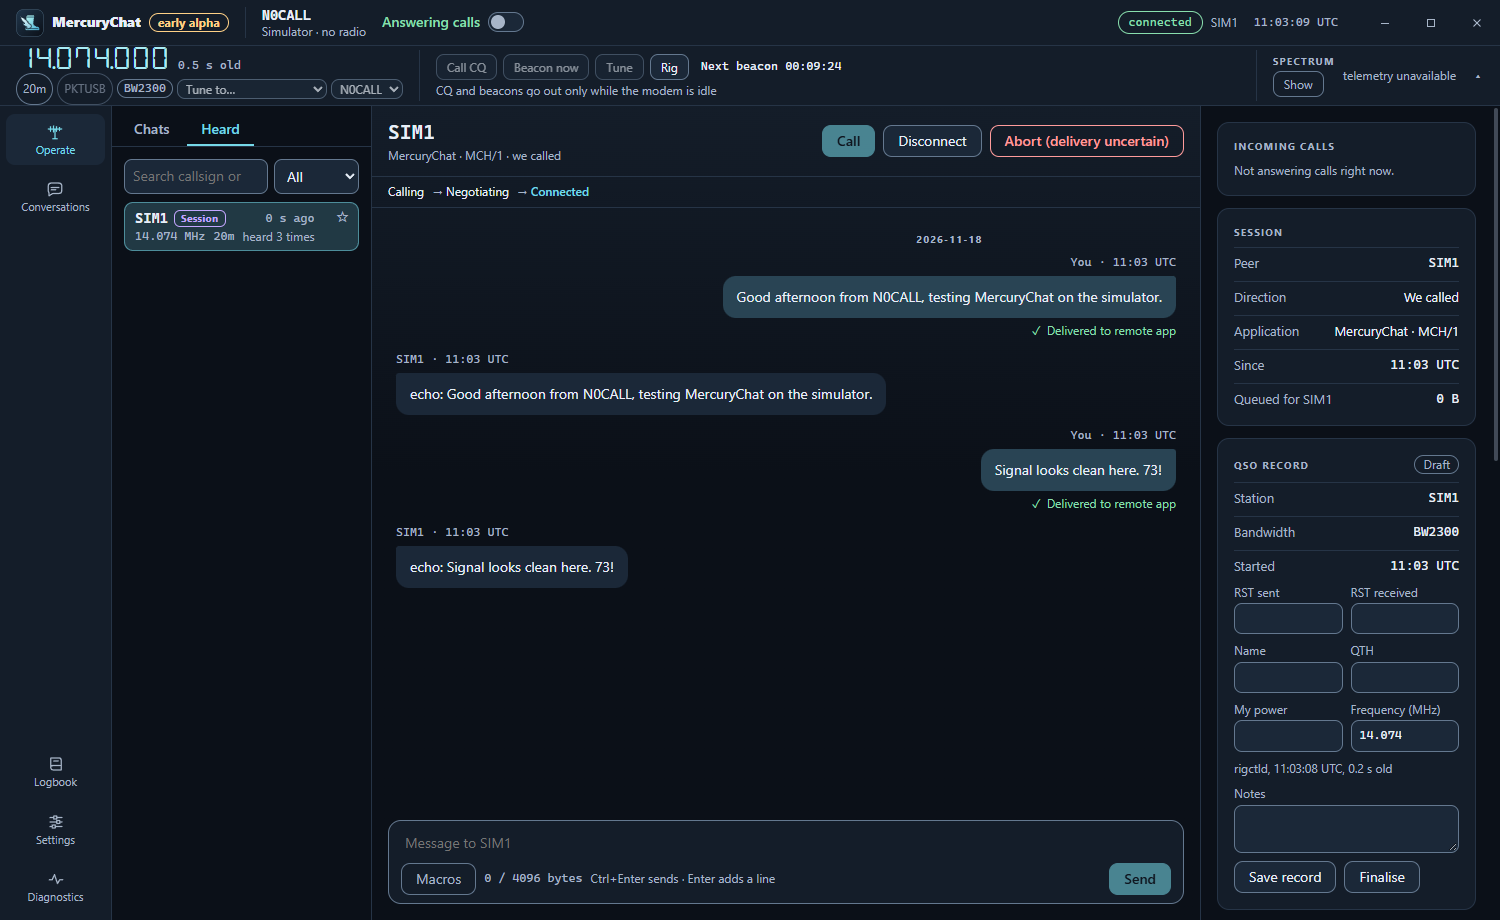 MercuryChat early alpha
N0CALL
Simulator · no radio
Answering calls
connected SIM1 11:03:09 UTC
14.074.000 0.5 s old
20m PKTUSB BW2300 Tune to... N0CALL
Call CQ Beacon now Tune Rig Next beacon 00:09:24
CQ and beacons go out only while the modem is idle
SPECTRUM
Show
telemetry unavailable
Operate
Conversations
Logbook
Settings
Diagnostics
Chats Heard
Search callsign or All
SIM1 Session 0 s ago
14.074 MHz 20m heard 3 times
SIM1
MercuryChat · MCH/1 · we called
Call Disconnect Abort (delivery uncertain)
Calling → Negotiating → Connected
2026-11-18
You · 11:03 UTC
Good afternoon from N0CALL, testing MercuryChat on the simulator.
✓ Delivered to remote app
SIM1 · 11:03 UTC
echo: Good afternoon from N0CALL, testing MercuryChat on the simulator.
You · 11:03 UTC
Signal looks clean here. 73!
✓ Delivered to remote app
SIM1 · 11:03 UTC
echo: Signal looks clean here. 73!
Message to SIM1
Macros 0 / 4096 bytes Ctrl+Enter sends · Enter adds a line Send
INCOMING CALLS
Not answering calls right now.
SESSION
Peer SIM1
Direction We called
Application MercuryChat · MCH/1
Since 11:03 UTC
Queued for SIM1 0 B
QSO RECORD Draft
Station SIM1
Bandwidth BW2300
Started 11:03 UTC
RST sent RST received
Name QTH
My power Frequency (MHz)
14.074
rigctld, 11:03:08 UTC, 0.2 s old
Notes
Save record Finalise